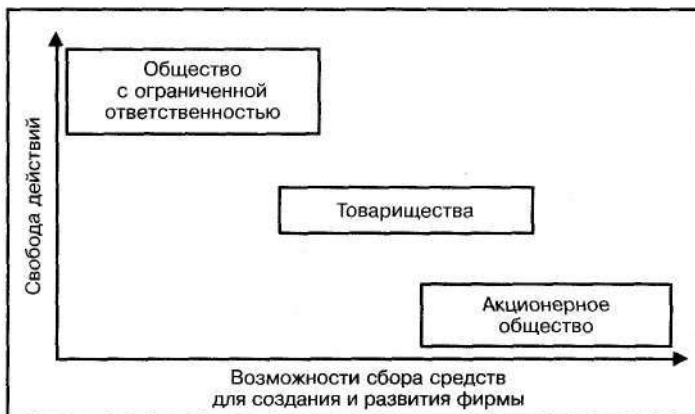 Общество
с ограниченной
ответственностью
Товарищества
Акционерное
общество
Свобода действий
Возможности сбора средств
для создания и развития фирмы